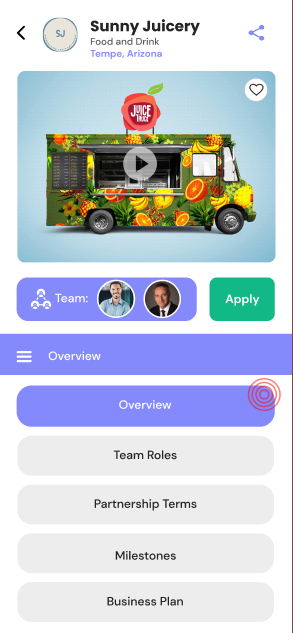 SJ
Sunny Juicery
Food and Drink
Tempe, Arizona
JUICE
TRUCK
Team:
Apply
Overview
Overview
Team Roles
Partnership Terms
Milestones
Business Plan